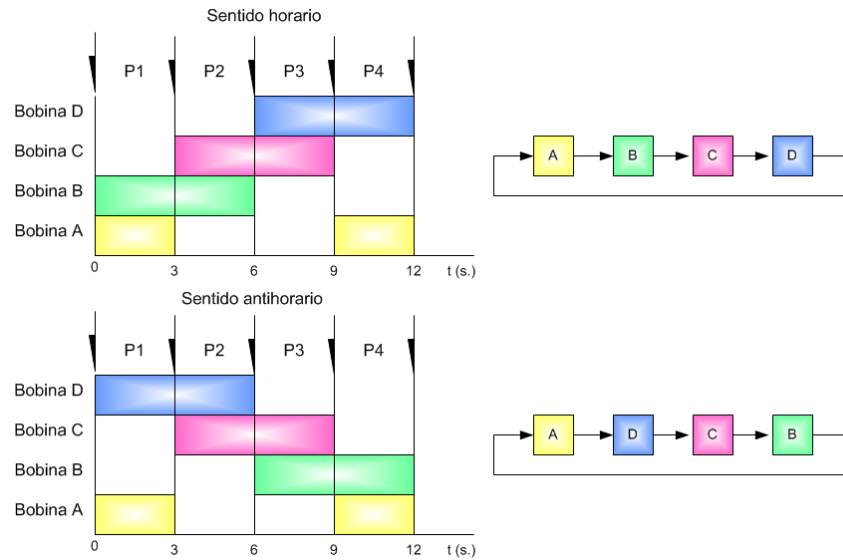 Sentido horario
P1 P2 P3 P4
Bobina D
Bobina C
Bobina B
Bobina A
0 3 6 9 12 t (s.)
A B C D
Sentido antihorario
P1 P2 P3 P4
Bobina D
Bobina C
Bobina B
Bobina A
0 3 6 9 12 t (s.)
A D C B